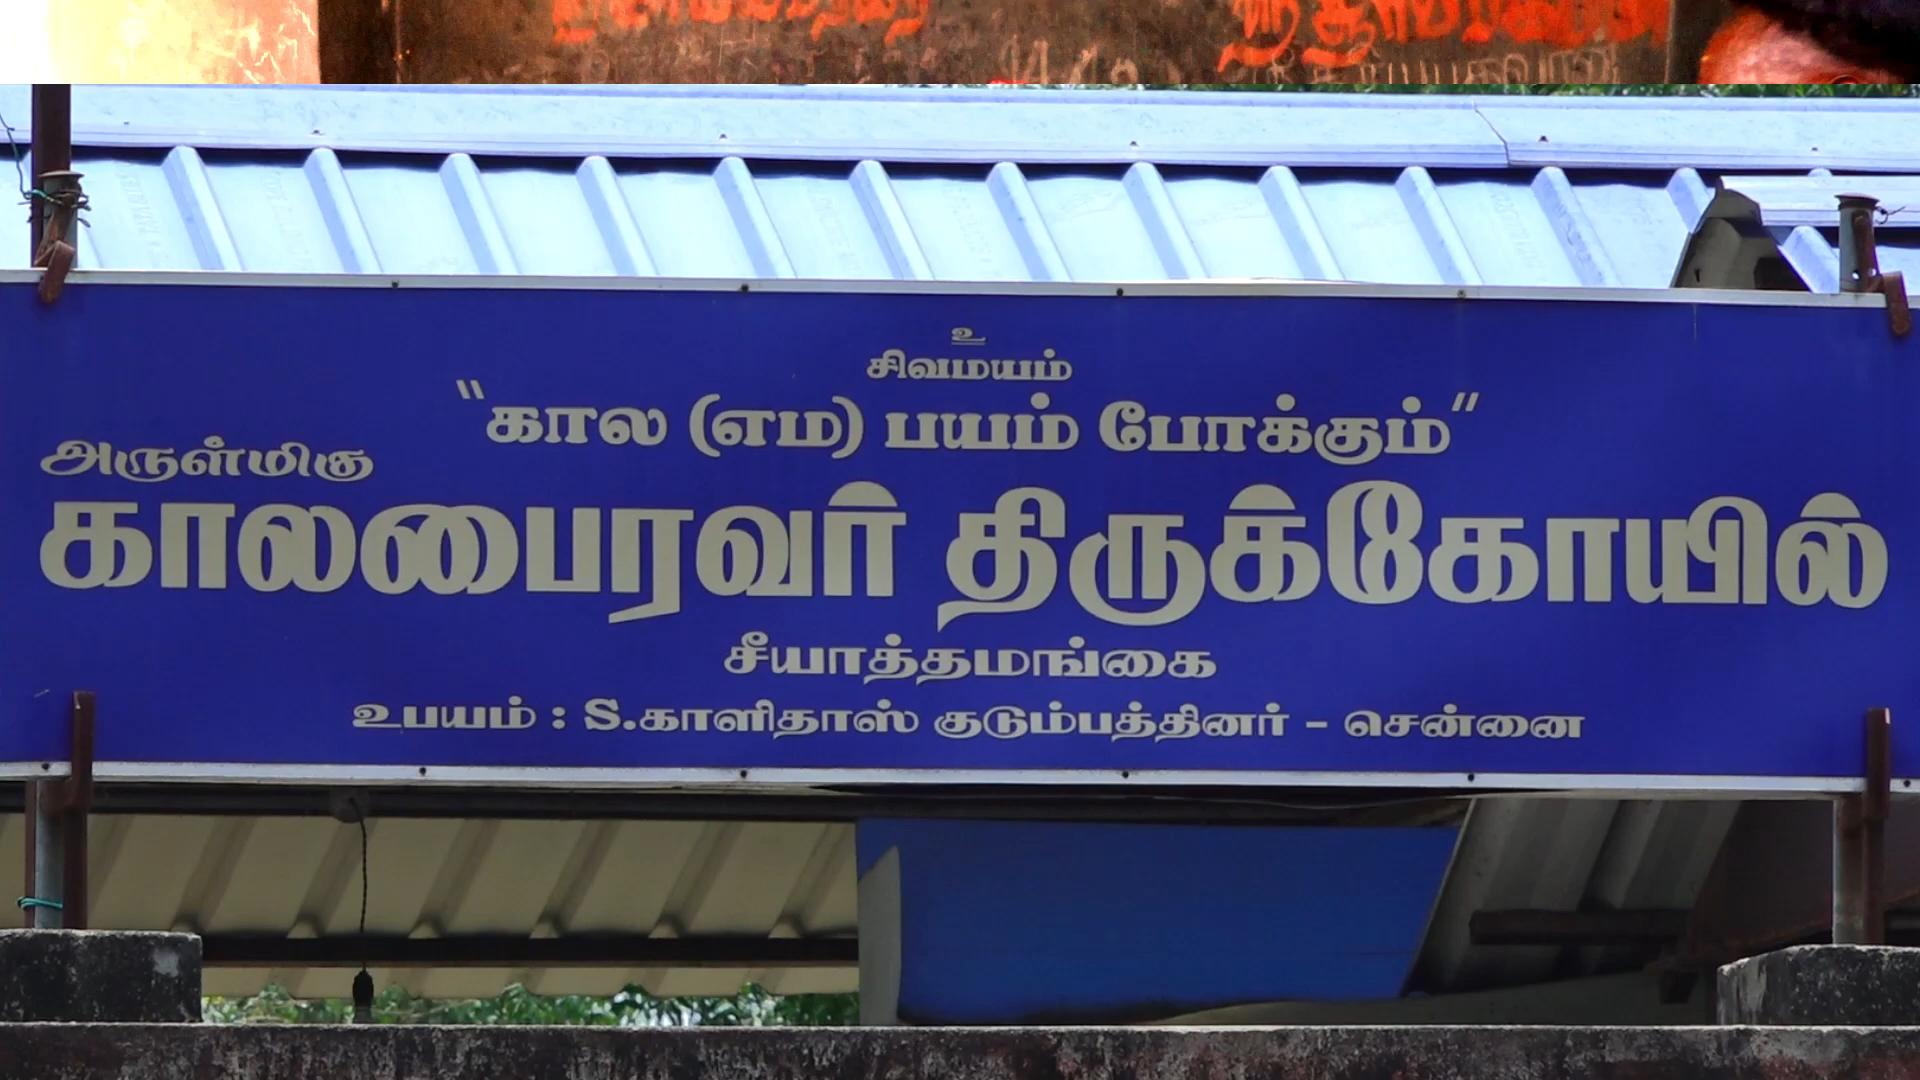 உ
சிவமயம்
"கால (எம) பயம் போக்கும்"
அருள்மிகு
காலபைரவர் திருக்கோயில்
சீயாத்தமங்கை
உபயம் : S.காளிதாஸ் குடும்பத்தினர் - சென்னை